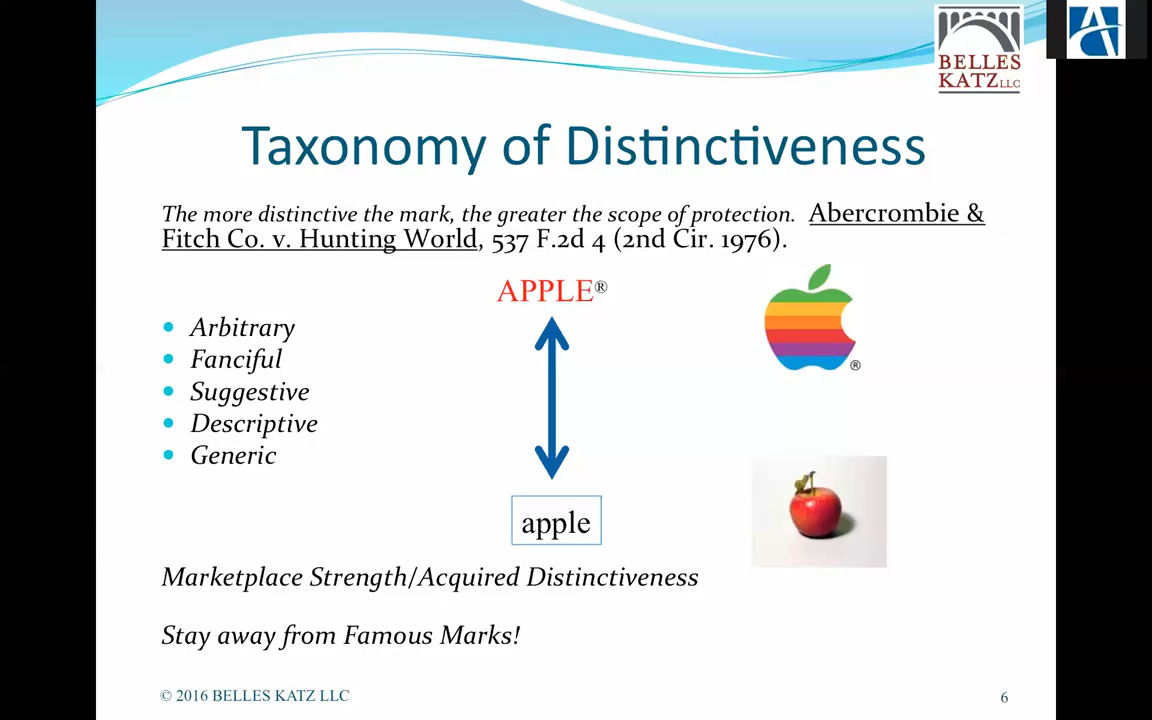 BELLES
KATZ LLC
Taxonomy of Distinctiveness
The more distinctive the mark, the greater the scope of protection. Abercrombie &
Fitch Co. v. Hunting World, 537 F.2d 4 (2nd Cir. 1976).
APPLE®
• Arbitrary
• Fanciful
• Suggestive
• Descriptive
• Generic
®
apple
Marketplace Strength/Acquired Distinctiveness
Stay away from Famous Marks!
© 2016 BELLES KATZ LLC
6